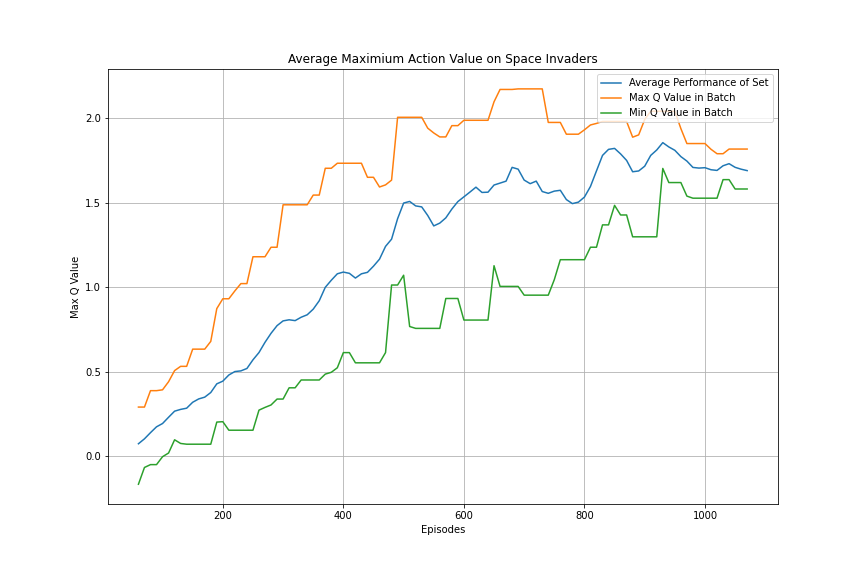 Average Maximium Action Value on Space Invaders
Average Performance of Set
Max Q Value in Batch
Min Q Value in Batch
Max Q Value
2.0
1.5
1.0
0.5
0.0
200 400 600 800 1000
Episodes